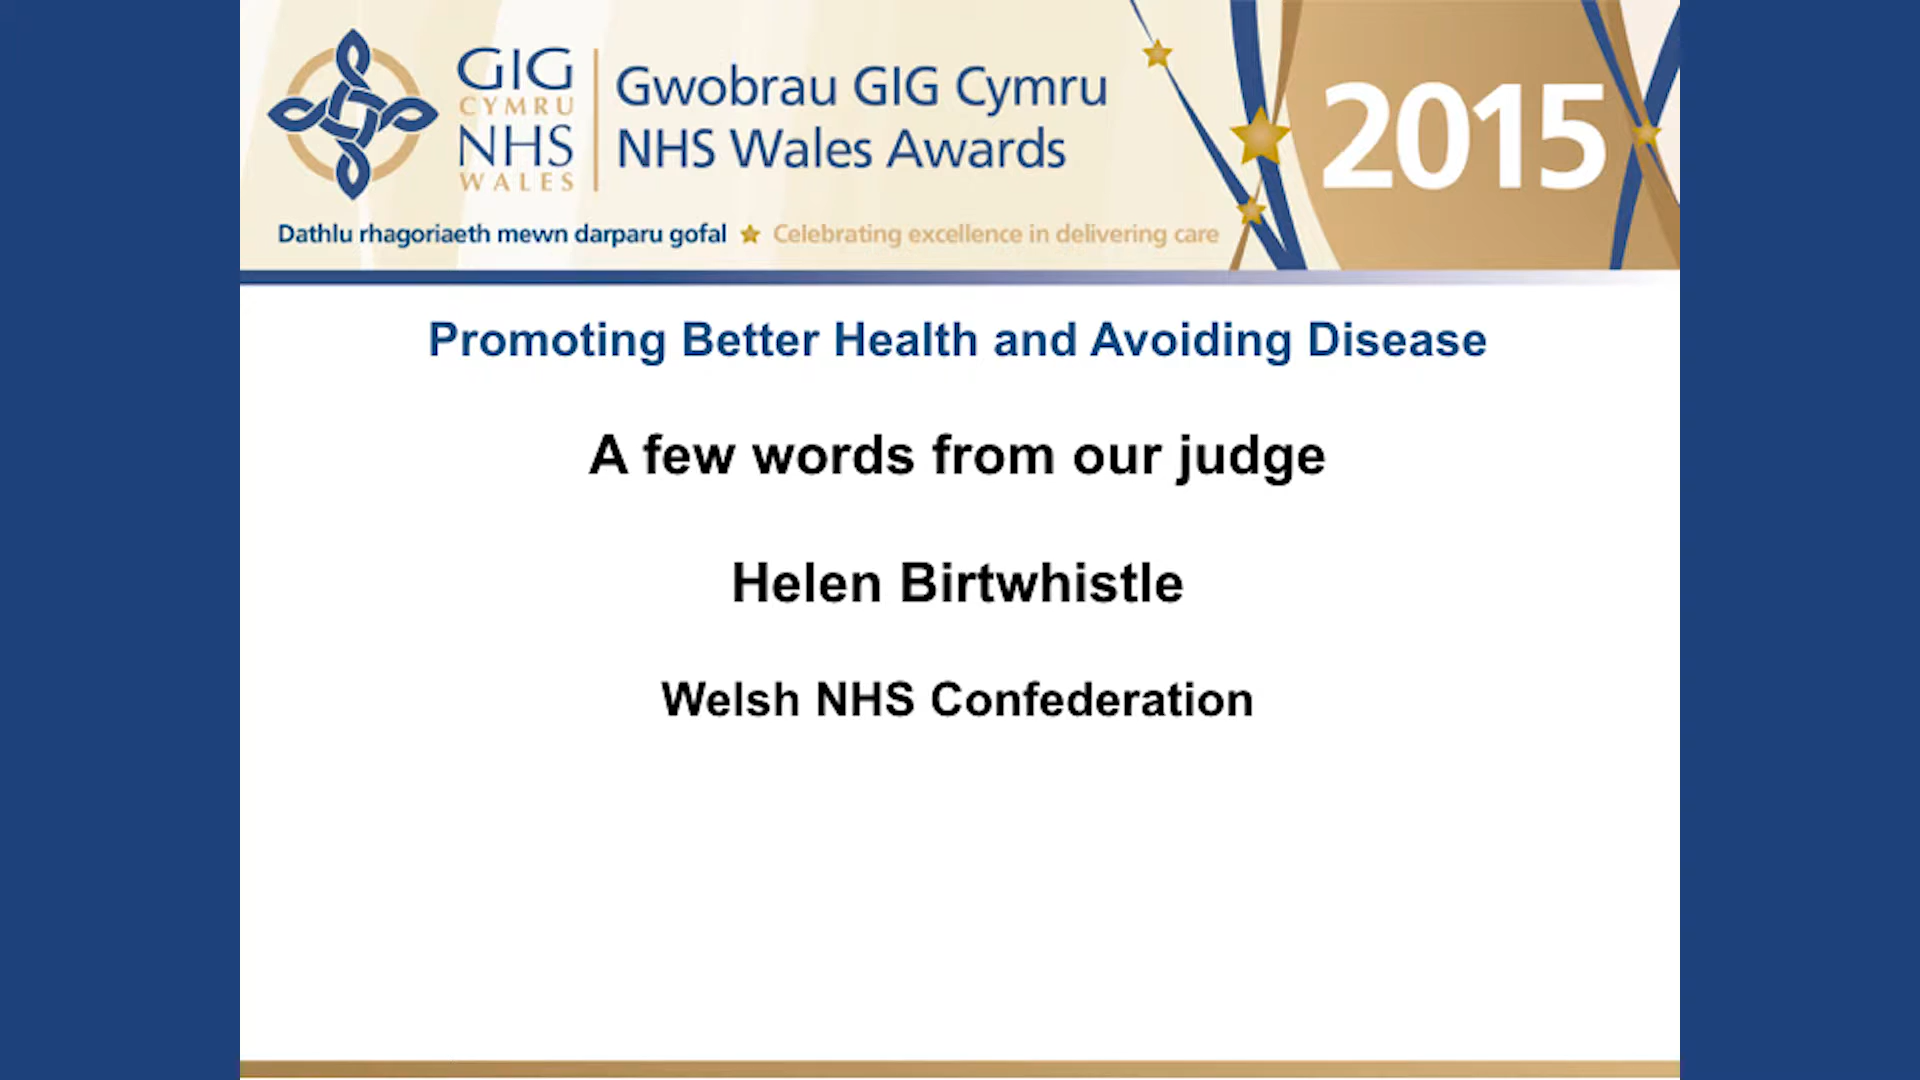 GIG
CYMRU
NHS
WALES
Gwobrau GIG Cymru
NHS Wales Awards
2015
Dathlu rhagoriaeth mewn darparu gofal ★ Celebrating excellence in delivering care
Promoting Better Health and Avoiding Disease
A few words from our judge
Helen Birtwhistle
Welsh NHS Confederation